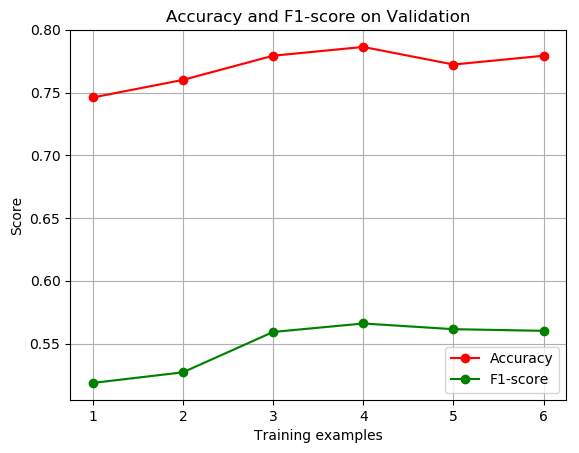 Accuracy and F1-score on Validation
0.80
0.75
0.70
0.65
0.60
0.55
Score
1 2 3 4 5 6
Training examples
Accuracy
F1-score